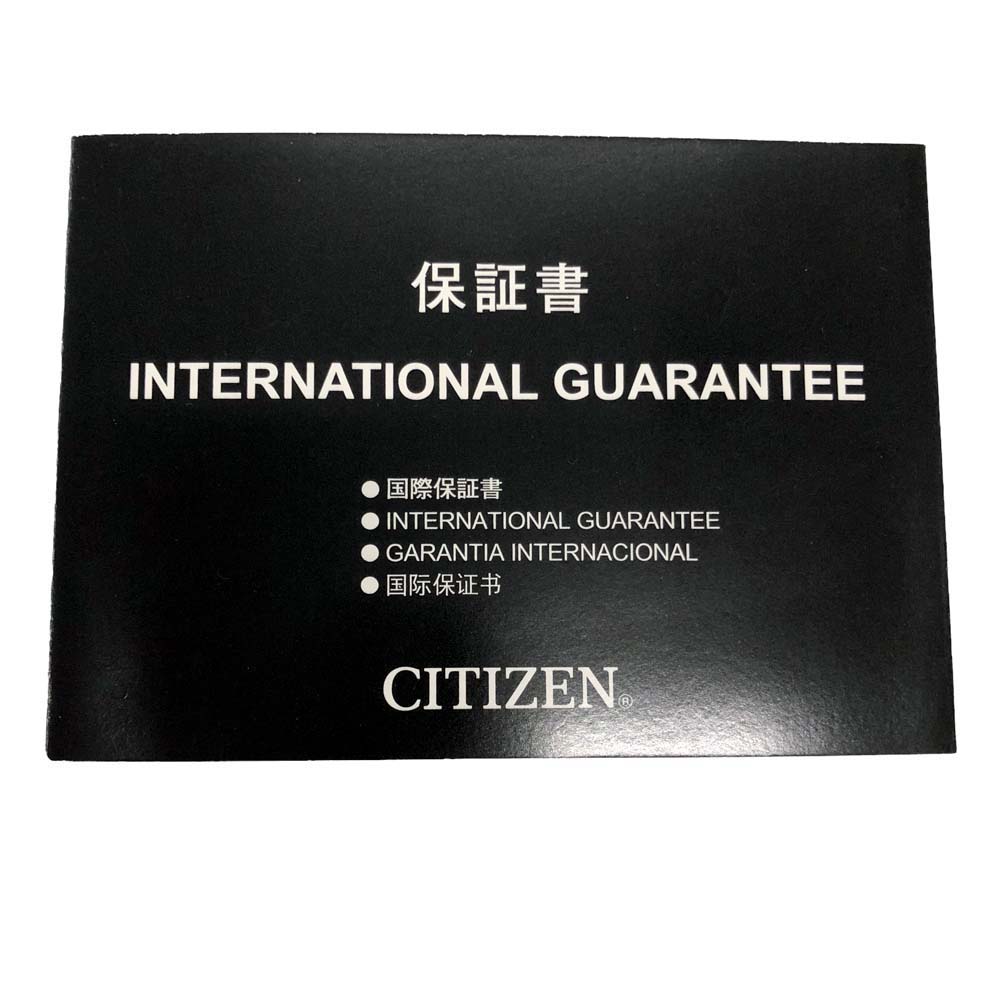 保証書
INTERNATIONAL GUARANTEE
● 国際保証書
● INTERNATIONAL GUARANTEE
● GARANTIA INTERNACIONAL
● 国际保证书
CITIZEN®